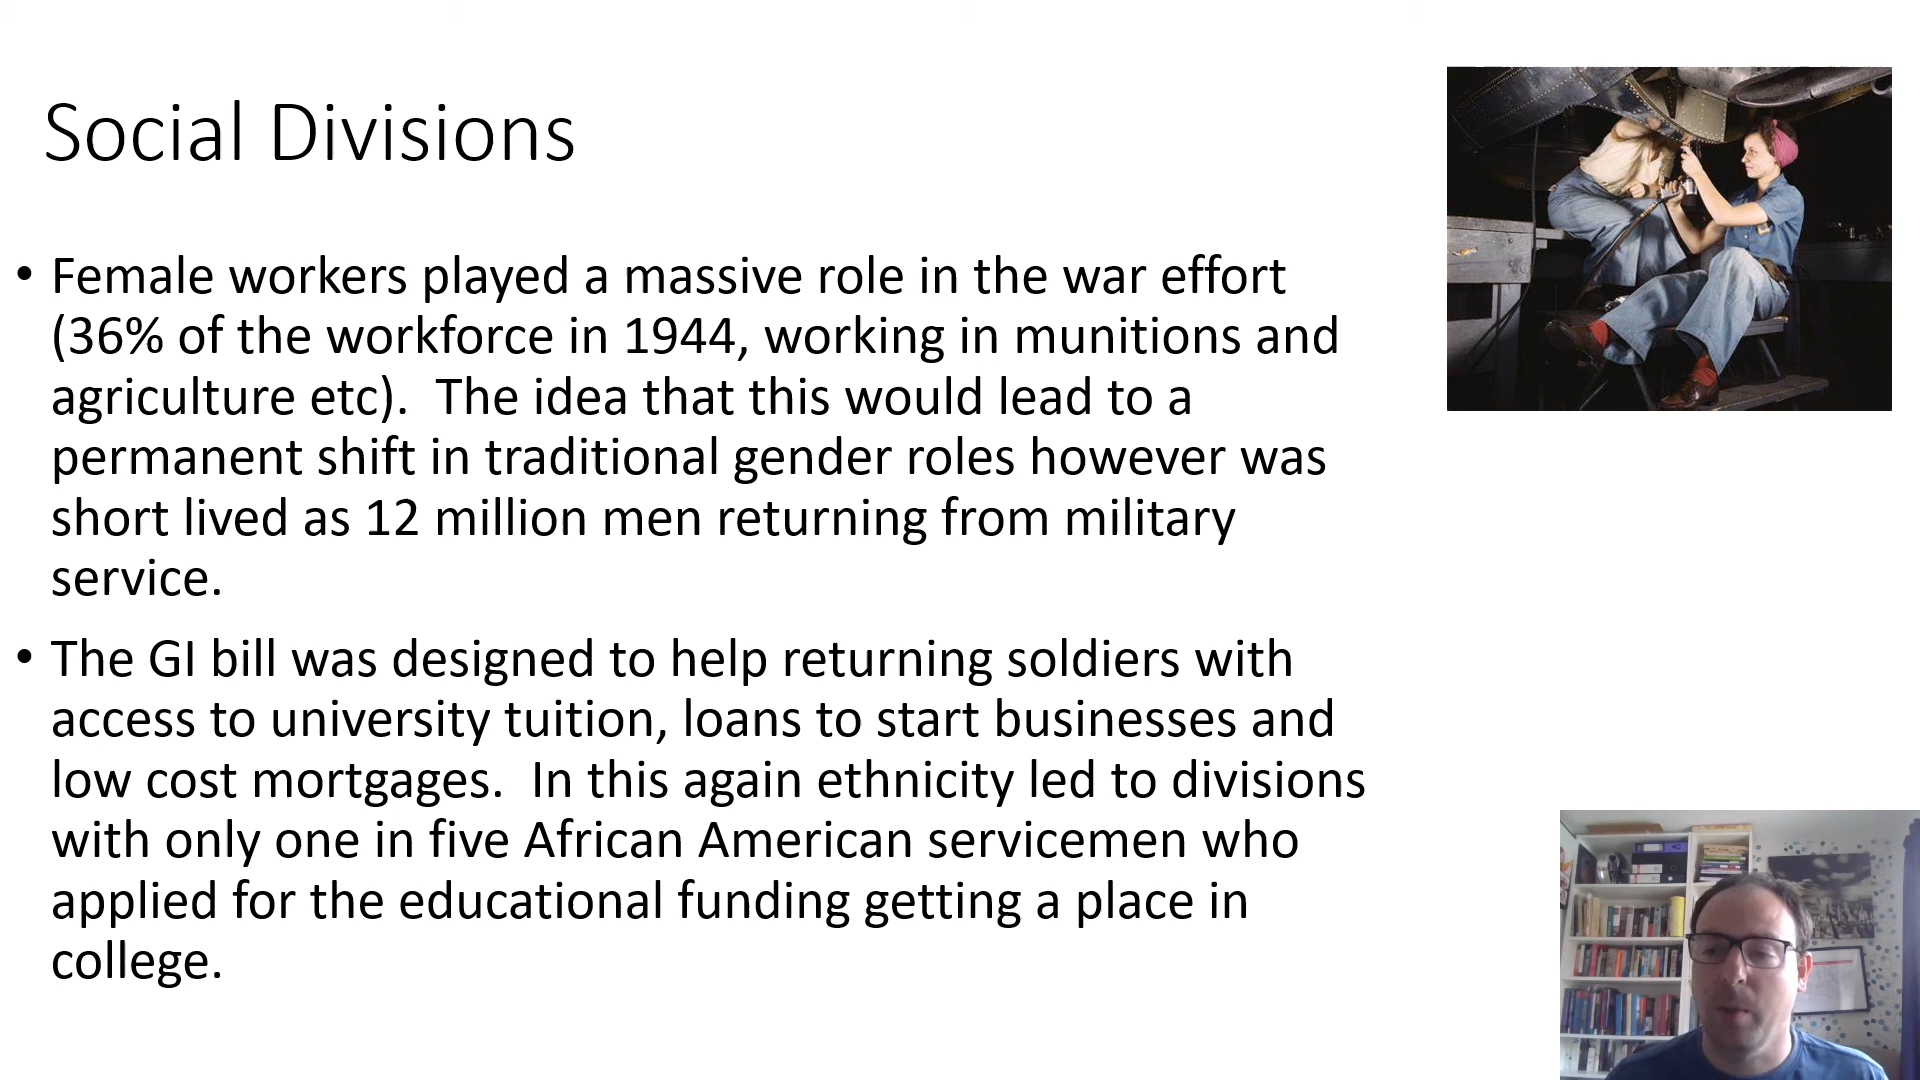 Social Divisions
• Female workers played a massive role in the war effort
(36% of the workforce in 1944, working in munitions and
agriculture etc).  The idea that this would lead to a
permanent shift in traditional gender roles however was
short lived as 12 million men returning from military
service.
• The GI bill was designed to help returning soldiers with
access to university tuition, loans to start businesses and
low cost mortgages.  In this again ethnicity led to divisions
with only one in five African American servicemen who
applied for the educational funding getting a place in
college.